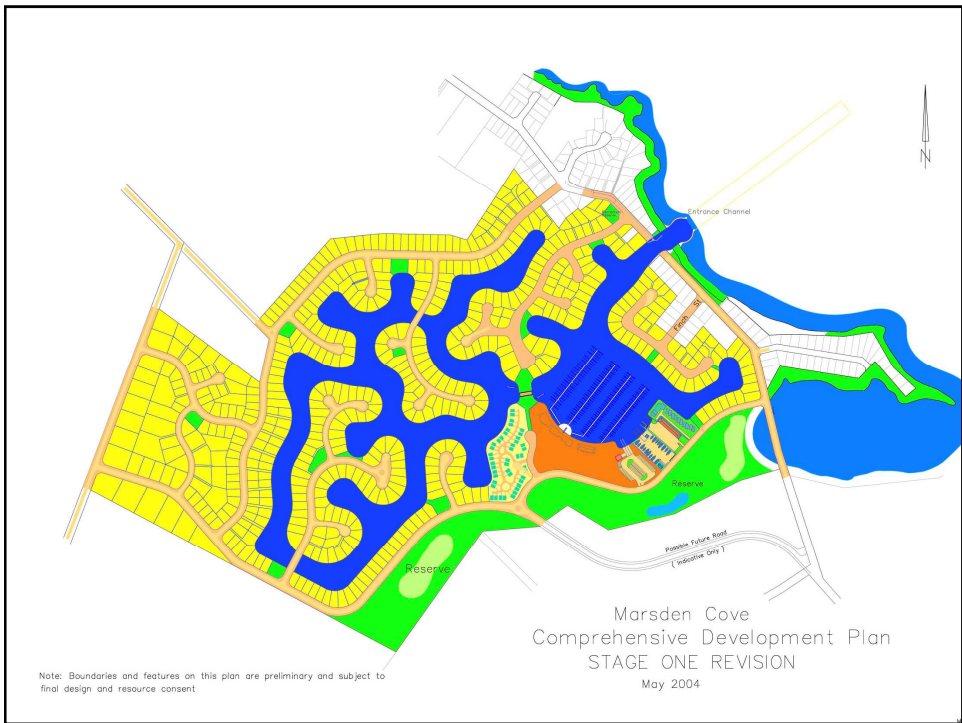 Entrance Channel
Finch St
Reserve
Possible Future Road
( Indicative Only )
Reserve
Marsden Cove
Comprehensive Development Plan
STAGE ONE REVISION
May 2004
Note: Boundaries and features on this plan are preliminary and subject to
final design and resource consent
N